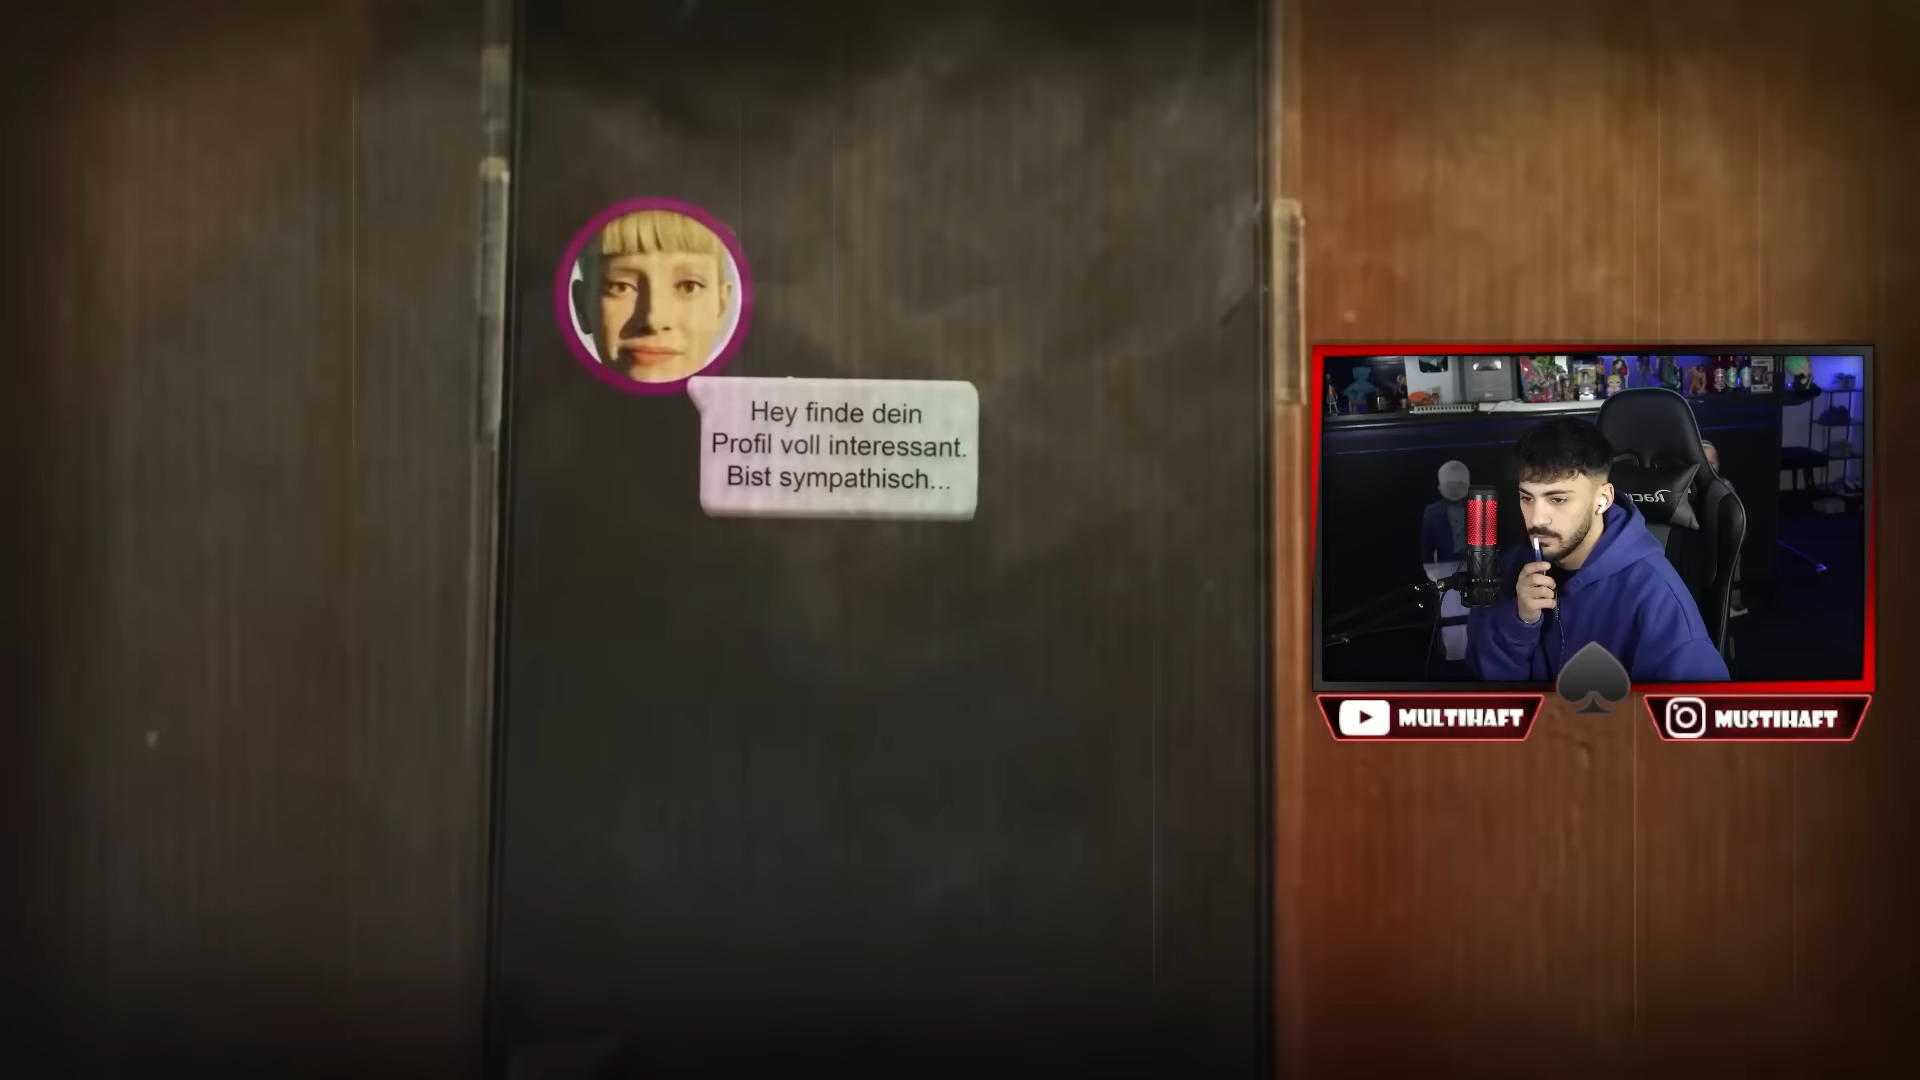 Hey finde dein
Profil voll interessant.
Bist sympathisch...
MULTIHAFT
MUSTIHAFT